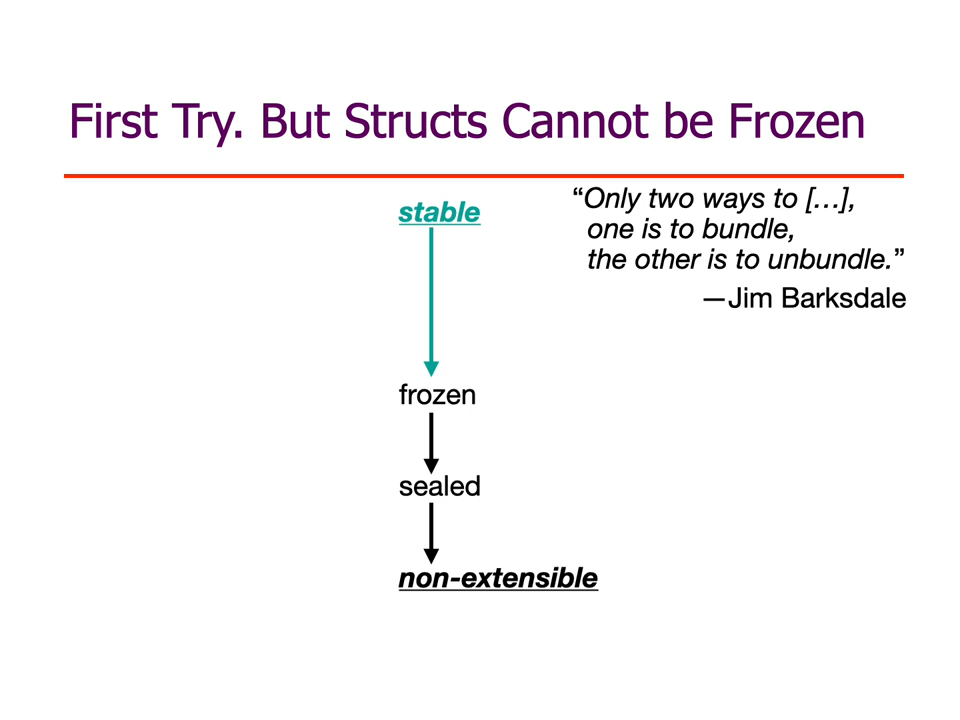 First Try. But Structs Cannot be Frozen
stable
“Only two ways to […],
one is to bundle,
the other is to unbundle.”
—Jim Barksdale
frozen
sealed
non-extensible